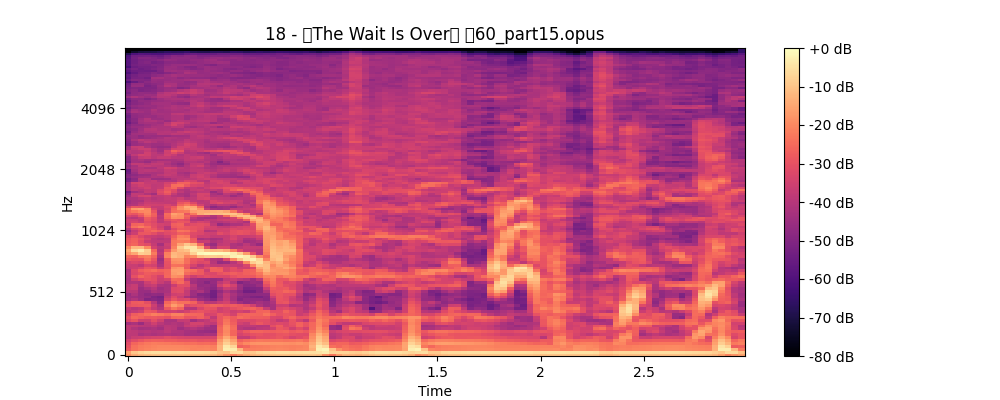 18 - The Wait Is Over 60_part15.opus
4096
2048
1024
512
0
Hz
0
0.5
1
1.5
2
2.5
Time
+0 dB
-10 dB
-20 dB
-30 dB
-40 dB
-50 dB
-60 dB
-70 dB
-80 dB